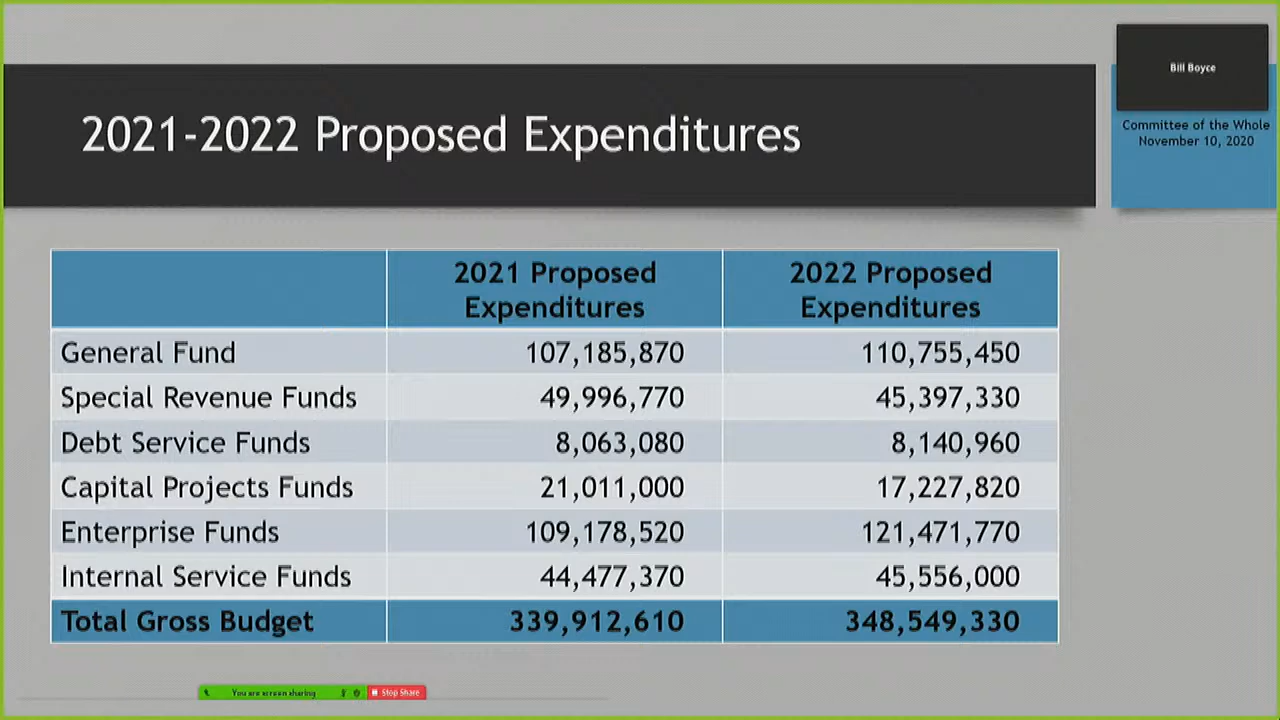 Bill Boyce
2021-2022 Proposed Expenditures
Committee of the Whole
November 10, 2020
2021 Proposed Expenditures
2022 Proposed Expenditures
General Fund 107,185,870 110,755,450
Special Revenue Funds 49,996,770 45,397,330
Debt Service Funds 8,063,080 8,140,960
Capital Projects Funds 21,011,000 17,227,820
Enterprise Funds 109,178,520 121,471,770
Internal Service Funds 44,477,370 45,556,000
Total Gross Budget 339,912,610 348,549,330
You are screen sharing Stop Share